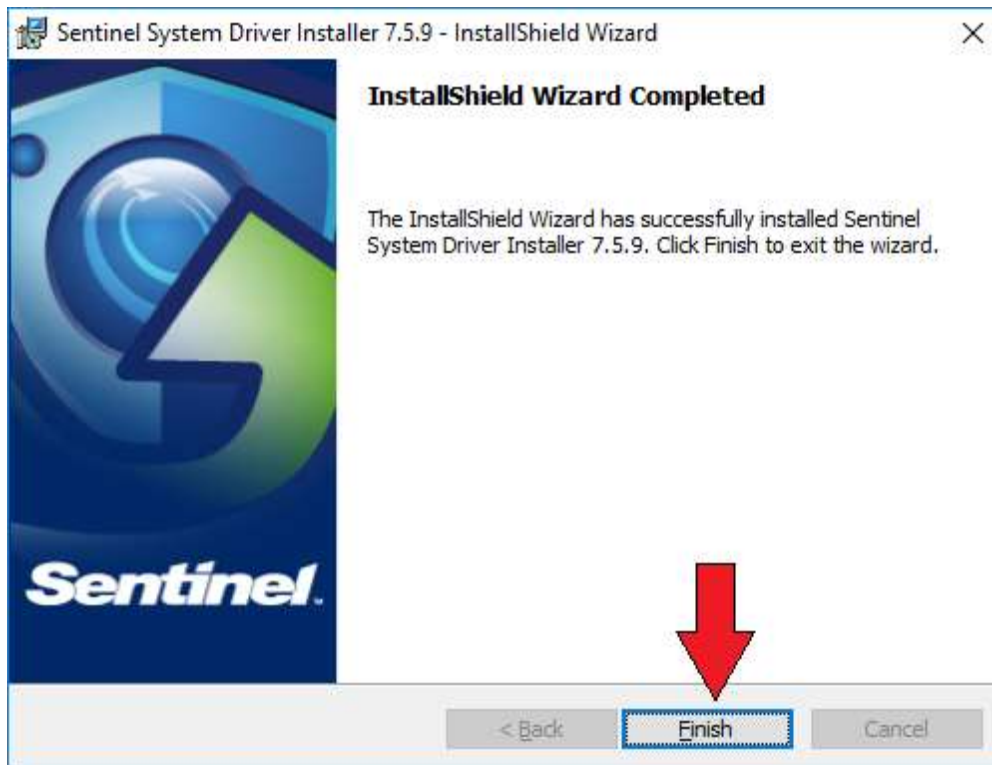 Sentinel System Driver Installer 7.5.9 - InstallShield Wizard
InstallShield Wizard Completed
The InstallShield Wizard has successfully installed Sentinel
System Driver Installer 7.5.9. Click Finish to exit the wizard.
Sentinel™
< Back Finish Cancel